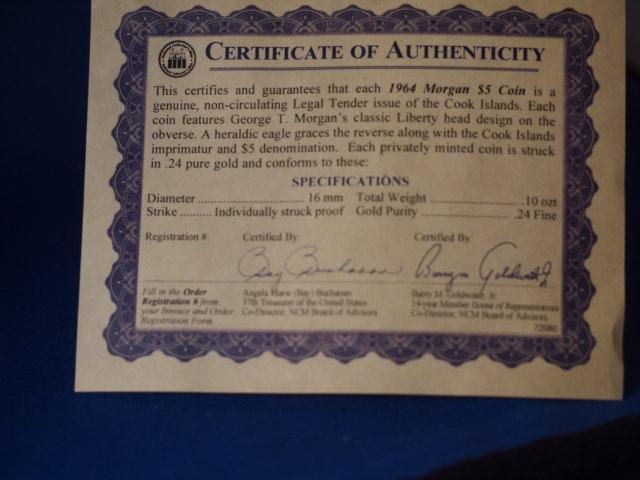 CERTIFICATE OF AUTHENTICITY
This certifies and guarantees that each 1964 Morgan $5 Coin is a
genuine, non-circulating Legal Tender issue of the Cook Islands. Each
coin features George T. Morgan's classic Liberty head design on the
obverse. A heraldic eagle graces the reverse along with the Cook Islands
imprimatur and $5 denomination. Each privately minted coin is struck
in .24 pure gold and conforms to these:
SPECIFICATIONS
Diameter .............................. 16 mm Total Weight .......................... .10 ozt
Strike .......... Individually struck proof Gold Purity ............................ .24 Fine
Registration #: Certified By: Certified By:
Bay Buchanan Barry M Goldwater Jr
Fill in the Order Angela Marie (Bay) Buchanan Barry M. Goldwater, Jr.
Registration # from 37th Treasurer of the United States 14-year Member House of Representatives
your Invoice and Order Co-Director, NCM Board of Advisors Co-Director, NCM Board of Advisors
Registration Form.
72080